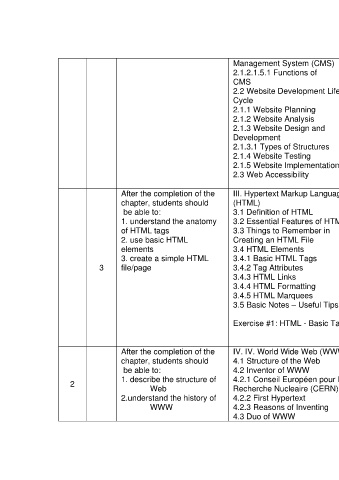 Management System (CMS)
2.1.2.1.5.1 Functions of
CMS
2.2 Website Development Life
Cycle
2.1.1 Website Planning
2.1.2 Website Analysis
2.1.3 Website Design and
Development
2.1.3.1 Types of Structures
2.1.4 Website Testing
2.1.5 Website Implementation
2.3 Web Accessibility
3
After the completion of the
chapter, students should
be able to:
1. understand the anatomy
of HTML tags
2. use basic HTML
elements
3. create a simple HTML
file/page
III. Hypertext Markup Languag
(HTML)
3.1 Definition of HTML
3.2 Essential Features of HTM
3.3 Things to Remember in
Creating an HTML File
3.4 HTML Elements
3.4.1 Basic HTML Tags
3.4.2 Tag Attributes
3.4.3 HTML Links
3.4.4 HTML Formatting
3.4.5 HTML Marquees
3.5 Basic Notes – Useful Tips
Exercise #1: HTML - Basic Ta
2
After the completion of the
chapter, students should
be able to:
1. describe the structure of
Web
2.understand the history of
WWW
IV. IV. World Wide Web (WW
4.1 Structure of the Web
4.2 Inventor of WWW
4.2.1 Conseil Européen pour l
Recherche Nucleaire (CERN)
4.2.2 First Hypertext
4.2.3 Reasons of Inventing
4.3 Duo of WWW